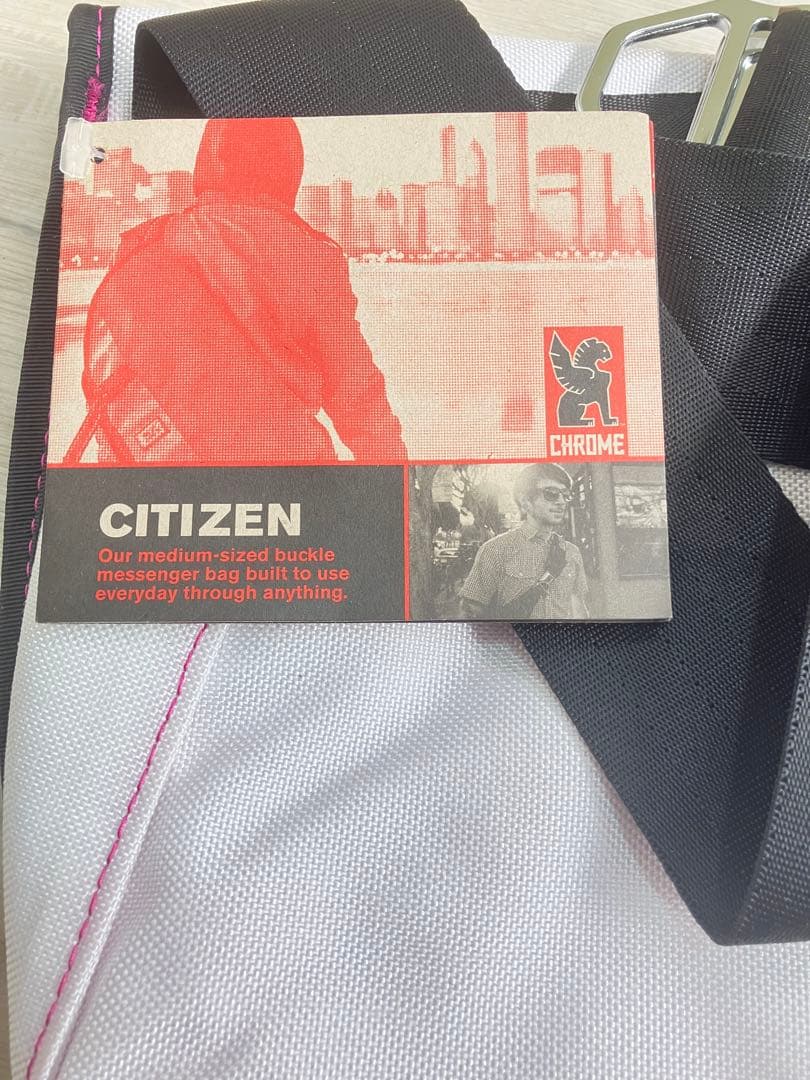 CHROME
CITIZEN
Our medium-sized buckle
messenger bag built to use
everyday through anything.